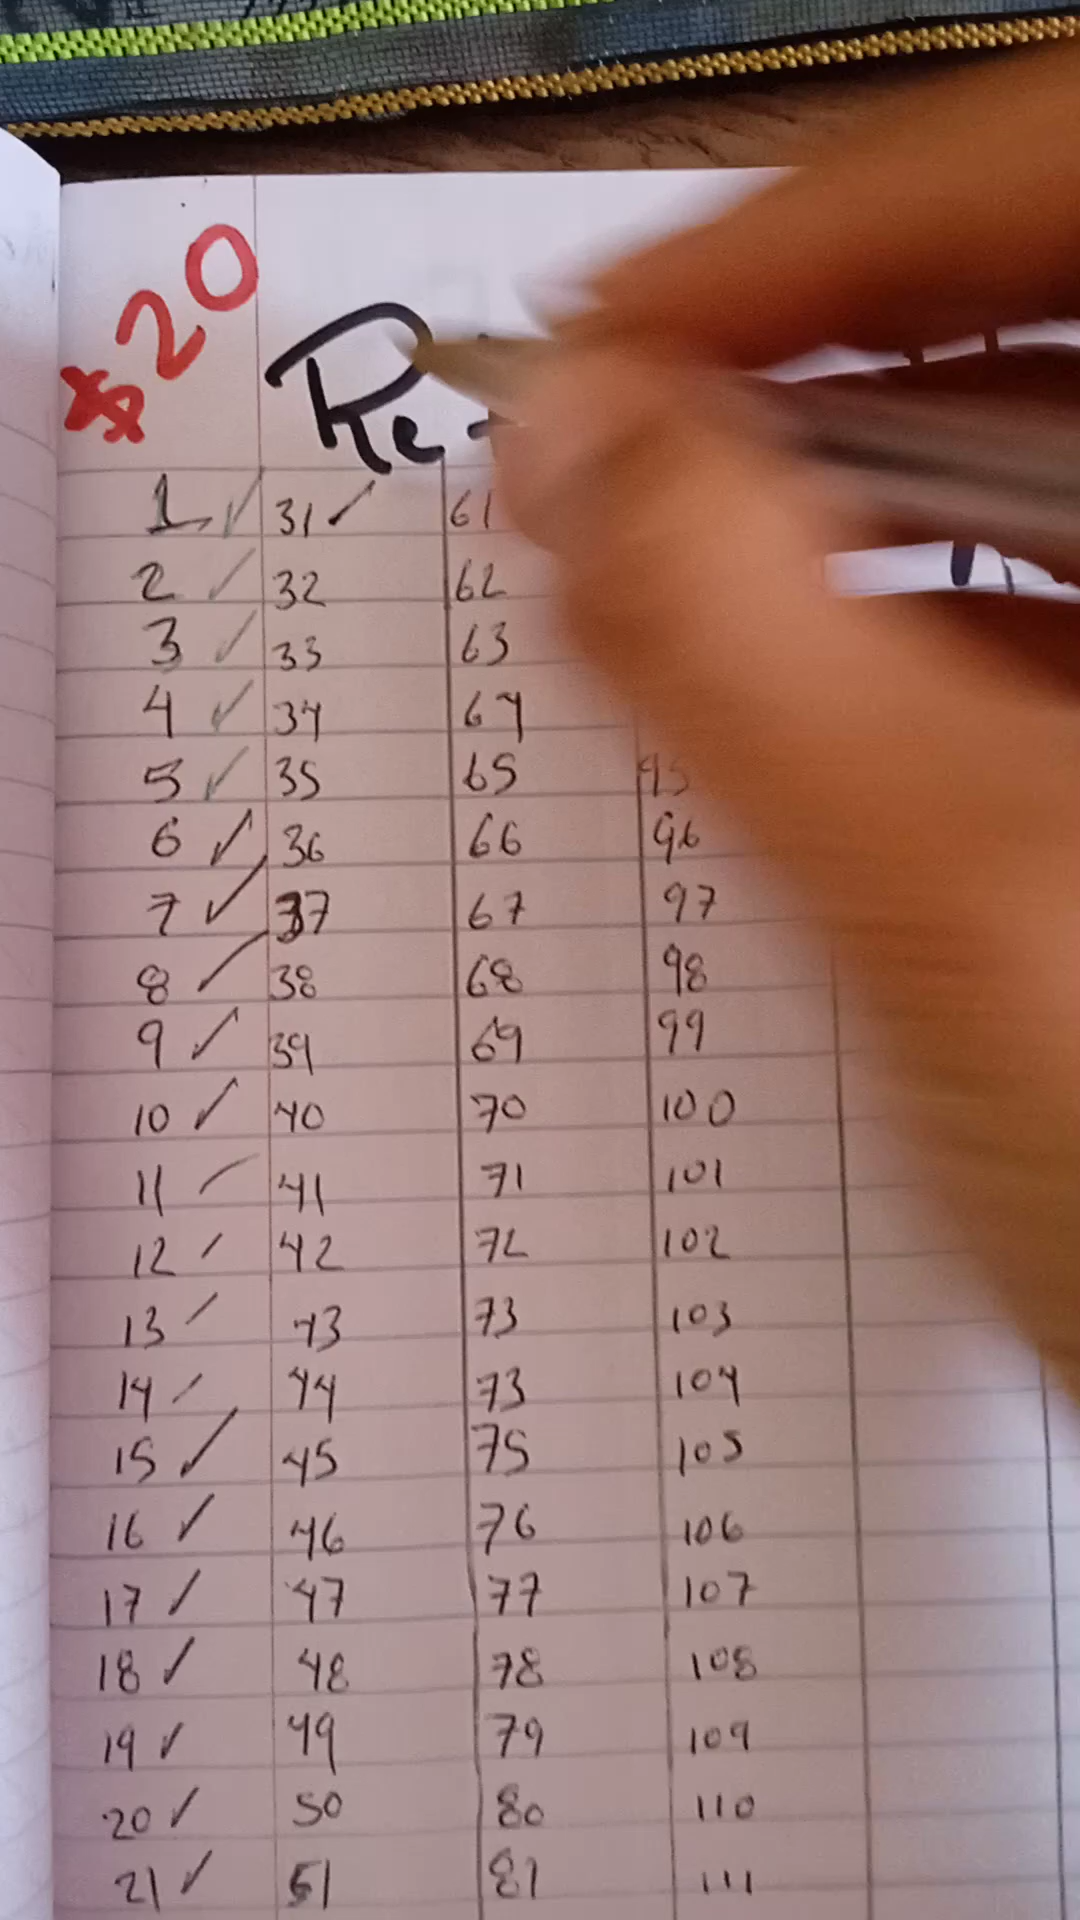 $20
Re
1 31 61
2 32 62
3 33 63
4 34 64
5 35 65 95
6 36 66 96
7 37 67 97
8 38 68 98
9 39 69 99
10 40 70 100
11 41 71 101
12 42 72 102
13 43 73 103
14 44 73 104
15 45 75 105
16 46 76 106
17 47 77 107
18 48 78 108
19 49 79 109
20 50 80 110
21 51 81 111